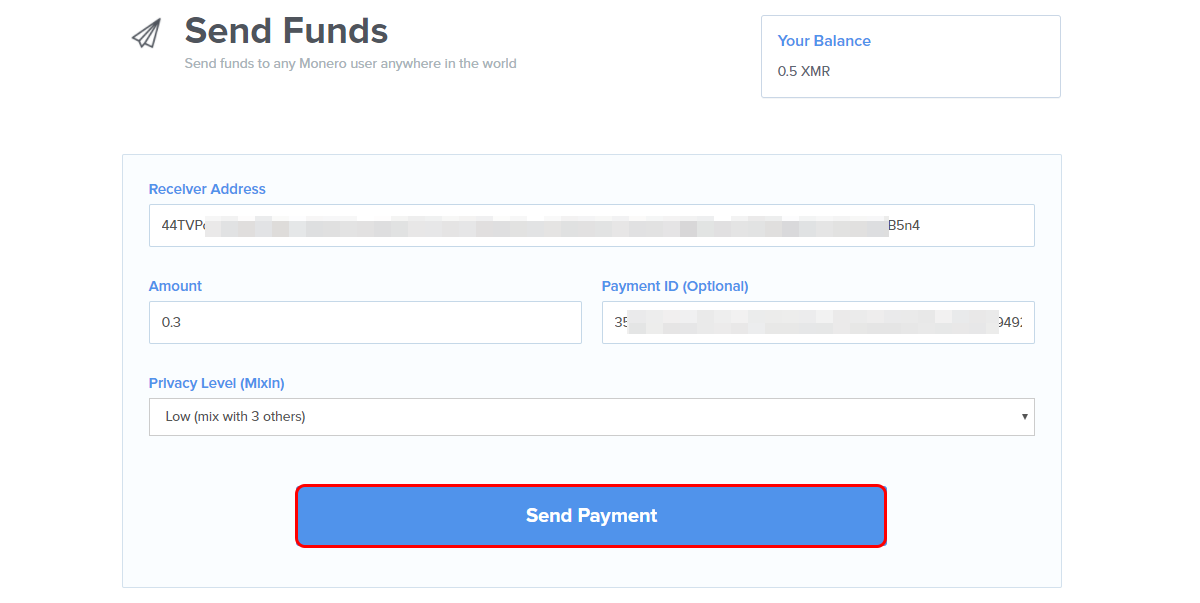 Send Funds
Send funds to any Monero user anywhere in the world
Your Balance
0.5 XMR
Receiver Address
44TVP B5n4
Amount
Payment ID (Optional)
0.3
35 949
Privacy Level (Mixin)
Low (mix with 3 others)
Send Payment